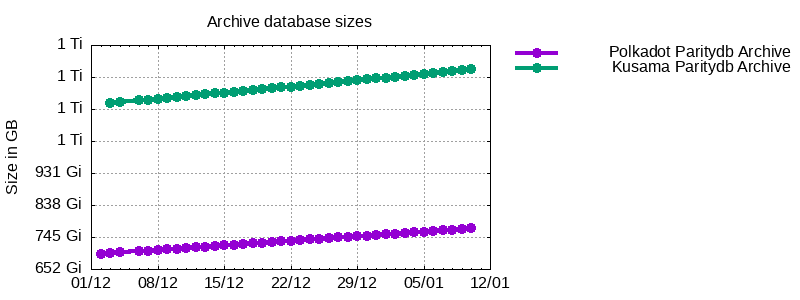 Archive database sizes
Polkadot Paritydb Archive
Kusama Paritydb Archive
Size in GB
1 Ti
1 Ti
1 Ti
1 Ti
931 Gi
838 Gi
745 Gi
652 Gi
01/12 08/12 15/12 22/12 29/12 05/01 12/01